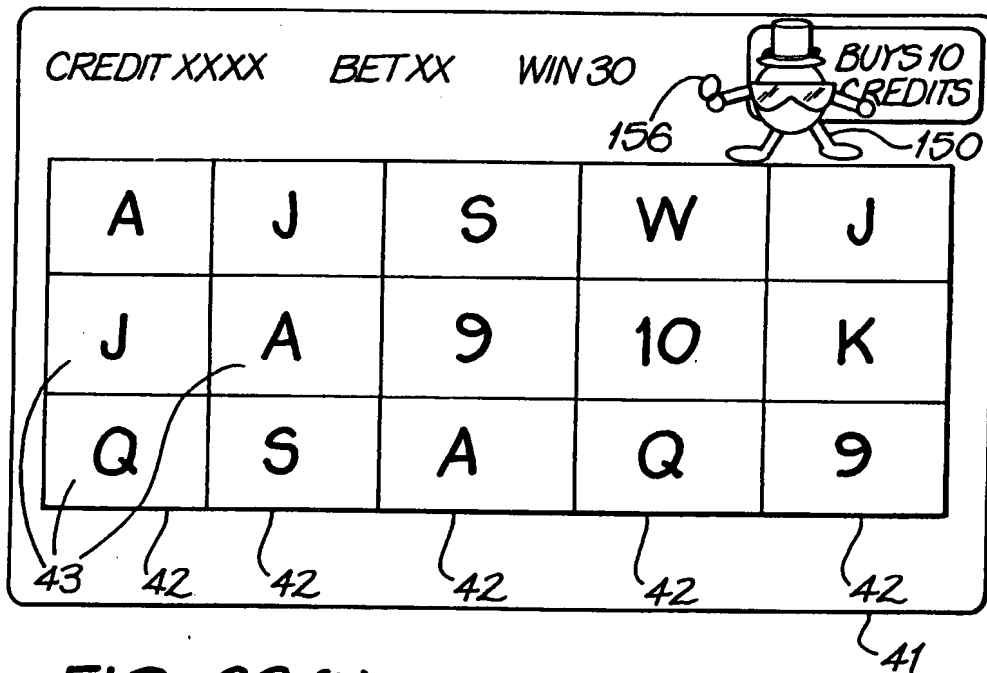 CREDIT XXXX BET XX WIN 30 BUYS 10
CREDITS
156
150
A J S W J
J A 9 10 K
Q S A Q 9
43 42 42 42 42 42
41